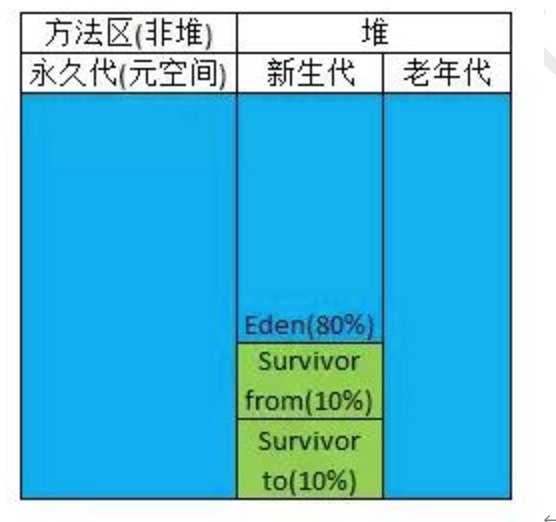 方法区(非堆)
堆
永久代(元空间)
新生代
老年代
Eden(80%)
Survivor
from(10%)
Survivor
to(10%)